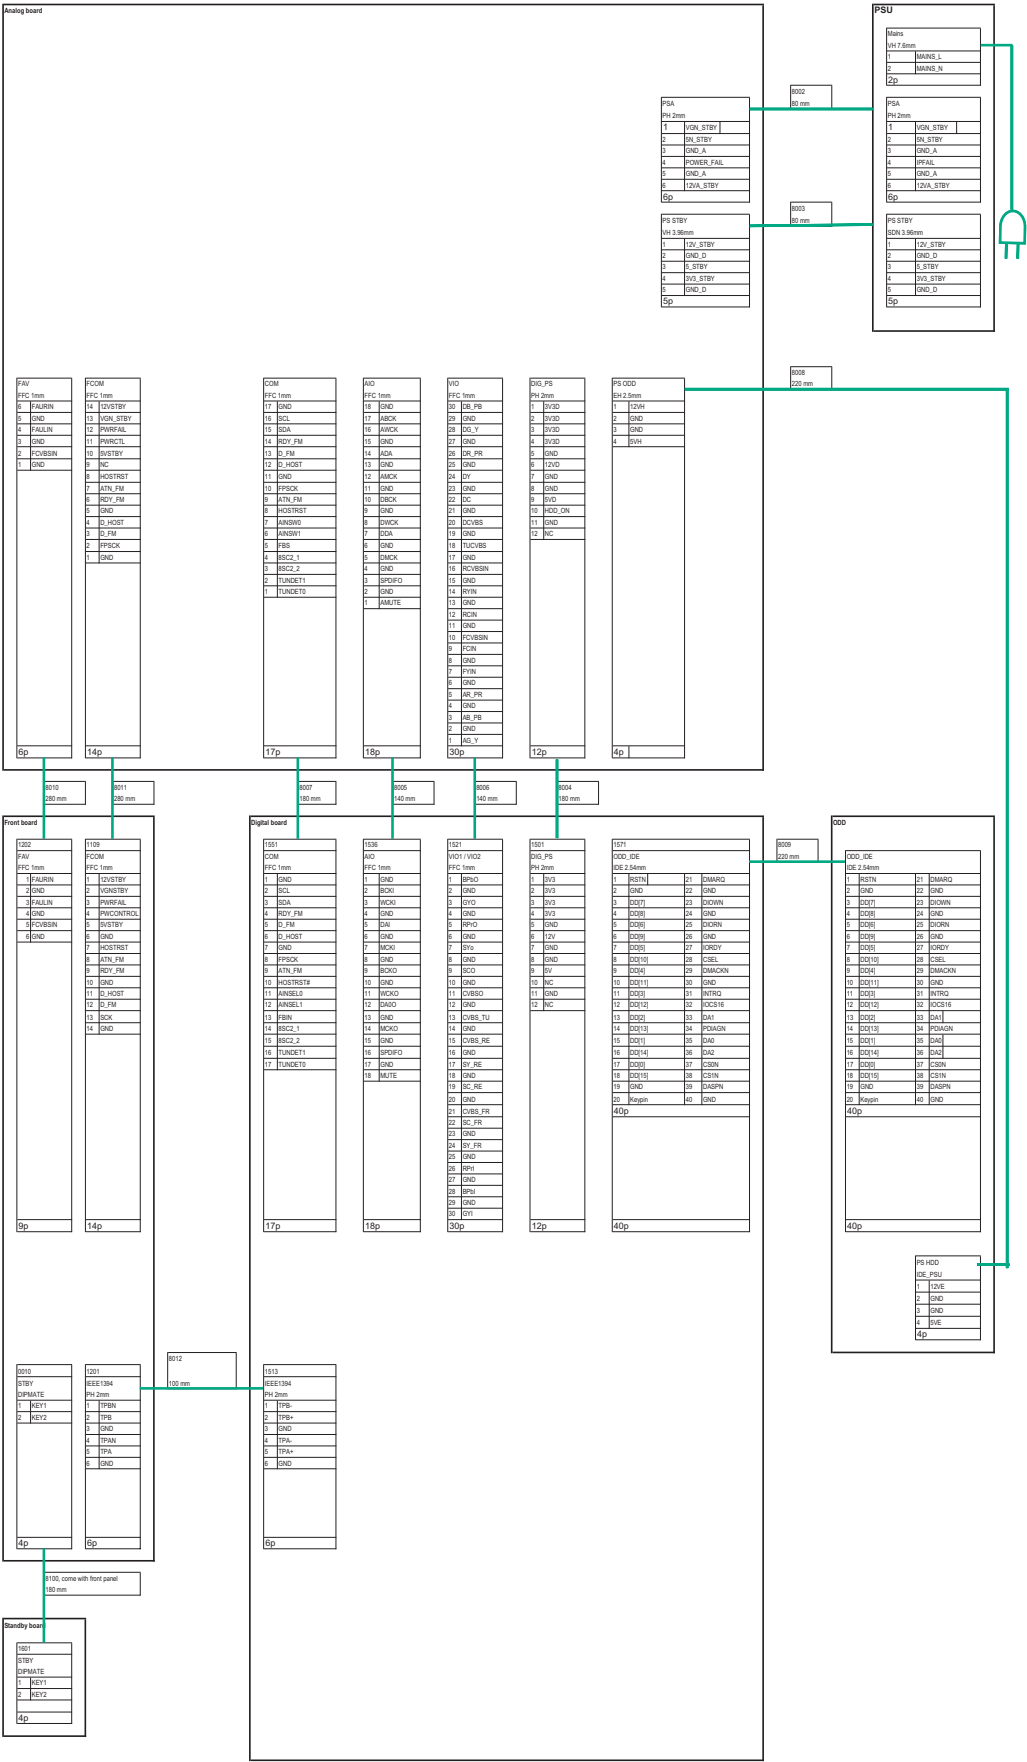 Analog board
PSU
Mains
VH 7.6mm
1 MAINS_L
2 MAINS_N
2p
8002
80 mm
PSA
PH 2mm
1 VGN_STBY
2 5N_STBY
3 GND_A
4 POWER_FAIL
5 GND_A
6 12VA_STBY
6p
PSA
PH 2mm
1 VGN_STBY
2 5N_STBY
3 GND_A
4 IPFAIL
5 GND_A
6 12VA_STBY
6p
8003
80 mm
PS STBY
VH 3.96mm
1 12V_STBY
2 GND_D
3 5_STBY
4 3V3_STBY
5 GND_D
5p
PS STBY
SDN 3.96mm
1 12V_STBY
2 GND_D
3 5_STBY
4 3V3_STBY
5 GND_D
5p
8008
220 mm
FAV
FFC 1mm
6 FAURIN
5 GND
4 FAULIN
3 GND
2 FCVBSIN
1 GND
6p
FCOM
FFC 1mm
14 12VSTBY
13 VGN_STBY
12 PWRFAIL
11 PWRCTL
10 5VSTBY
9 NC
8 HOSTRST
7 ATN_FM
6 RDY_FM
5 GND
4 D_HOST
3 D_FM
2 FPSCK
1 GND
14p
COM
FFC 1mm
17 GND
16 SCL
15 SDA
14 RDY_FM
13 D_FM
12 D_HOST
11 GND
10 FPSCK
9 ATN_FM
8 HOSTRST
7 AINSW0
6 AINSW1
5 FBS
4 8SC2_1
3 8SC2_2
2 TUNDET1
1 TUNDET0
17p
AIO
FFC 1mm
18 GND
17 ABCK
16 AWCK
15 GND
14 ADA
13 GND
12 AMCK
11 GND
10 DBCK
9 GND
8 DWCK
7 DDA
6 GND
5 DMCK
4 GND
3 SPDIFO
2 GND
1 AMUTE
18p
VIO
FFC 1mm
30 DB_PB
29 GND
28 DG_Y
27 GND
26 DR_PR
25 GND
24 DY
23 GND
22 DC
21 GND
20 DCVBS
19 GND
18 TUCVBS
17 GND
16 RCVBSIN
15 GND
14 RYIN
13 GND
12 RCIN
11 GND
10 FCVBSIN
9 FCIN
8 GND
7 FYIN
6 GND
5 AR_PR
4 GND
3 AB_PB
2 GND
1 AG_Y
30p
DIG_PS
PH 2mm
1 3V3D
2 3V3D
3 3V3D
4 3V3D
5 GND
6 12VD
7 GND
8 GND
9 5VD
10 HDD_ON
11 GND
12 NC
12p
PS ODD
EH 2.5mm
1 12VH
2 GND
3 GND
4 5VH
4p
8010
280 mm
8011
280 mm
8007
180 mm
8005
140 mm
8006
140 mm
8004
180 mm
Front board
Digital board
ODD
1202
FAV
FFC 1mm
1 FAURIN
2 GND
3 FAULIN
4 GND
5 FCVBSIN
6 GND
9p
1109
FCOM
FFC 1mm
1 12VSTBY
2 VGNSTBY
3 PWRFAIL
4 PWCONTROL
5 5VSTBY
6 GND
7 HOSTRST
8 ATN_FM
9 RDY_FM
10 GND
11 D_HOST
12 D_FM
13 SCK
14 GND
14p
1551
COM
FFC 1mm
1 GND
2 SCL
3 SDA
4 RDY_FM
5 D_FM
6 D_HOST
7 GND
8 FPSCK
9 ATN_FM
10 HOSTRST#
11 AINSEL0
12 AINSEL1
13 FBIN
14 8SC2_1
15 8SC2_2
16 TUNDET1
17 TUNDET0
17p
1536
AIO
FFC 1mm
1 GND
2 BCKI
3 WCKI
4 GND
5 DAI
6 GND
7 MCKI
8 GND
9 BCKO
10 GND
11 WCKO
12 DA0O
13 GND
14 MCKO
15 GND
16 SPDIFO
17 GND
18 MUTE
18p
1521
VIO1 / VIO2
FFC 1mm
1 BPbO
2 GND
3 GYO
4 GND
5 RPrO
6 GND
7 SYo
8 GND
9 SCO
10 GND
11 CVBSO
12 GND
13 CVBS_TU
14 GND
15 CVBS_RE
16 GND
17 SY_RE
18 GND
19 SC_RE
20 GND
21 CVBS_FR
22 SC_FR
23 GND
24 SY_FR
25 GND
26 RPrI
27 GND
28 BPbI
29 GND
30 GYI
30p
1501
DIG_PS
PH 2mm
1 3V3
2 3V3
3 3V3
4 3V3
5 GND
6 12V
7 GND
8 GND
9 5V
10 NC
11 GND
12 NC
12p
1571
ODD_IDE
IDE 2.54mm
1 RSTN 21 DMARQ
2 GND 22 GND
3 DD[7] 23 DIOWN
4 DD[8] 24 GND
5 DD[6] 25 DIORN
6 DD[9] 26 GND
7 DD[5] 27 IORDY
8 DD[10] 28 CSEL
9 DD[4] 29 DMACKN
10 DD[11] 30 GND
11 DD[3] 31 INTRQ
12 DD[12] 32 IOCS16
13 DD[2] 33 DA1
14 DD[13] 34 PDIAGN
15 DD[1] 35 DA0
16 DD[14] 36 DA2
17 DD[0] 37 CS0N
18 DD[15] 38 CS1N
19 GND 39 DASPN
20 Keypin 40 GND
40p
40p
8009
220 mm
ODD_IDE
IDE 2.54mm
1 RSTN 21 DMARQ
2 GND 22 GND
3 DD[7] 23 DIOWN
4 DD[8] 24 GND
5 DD[6] 25 DIORN
6 DD[9] 26 GND
7 DD[5] 27 IORDY
8 DD[10] 28 CSEL
9 DD[4] 29 DMACKN
10 DD[11] 30 GND
11 DD[3] 31 INTRQ
12 DD[12] 32 IOCS16
13 DD[2] 33 DA1
14 DD[13] 34 PDIAGN
15 DD[1] 35 DA0
16 DD[14] 36 DA2
17 DD[0] 37 CS0N
18 DD[15] 38 CS1N
19 GND 39 DASPN
20 Keypin 40 GND
40p
40p
PS HDD
IDE_PSU
1 12VE
2 GND
3 GND
4 5VE
4p
0010
STBY
DIPMATE
1 KEY1
2 KEY2
4p
1201
IEEE1394
PH 2mm
1 TPBN
2 TPB
3 GND
4 TPAN
5 TPA
6 GND
6p
8012
100 mm
1513
IEEE1394
PH 2mm
1 TPB-
2 TPB+
3 GND
4 TPA-
5 TPA+
6 GND
6p
8100, come with front panel
180 mm
Standby board
1601
STBY
DIPMATE
1 KEY1
2 KEY2
4p